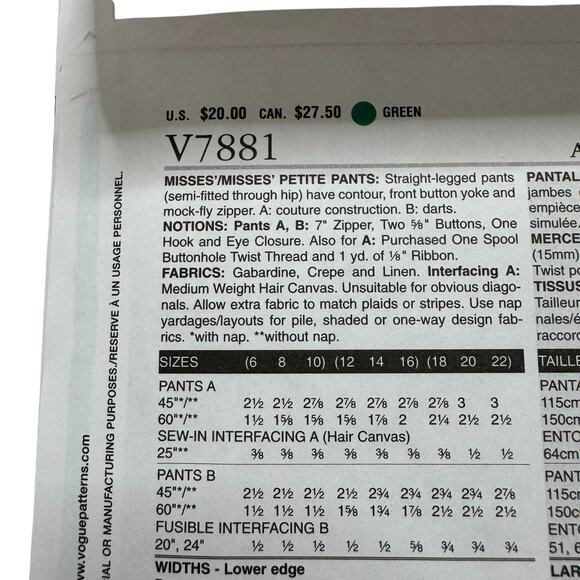 U.S. $20.00 CAN. $27.50 GREEN
V7881
MISSES'/MISSES' PETITE PANTS: Straight-legged pants
(semi-fitted through hip) have contour, front button yoke and
mock-fly zipper. A: couture construction. B: darts.
NOTIONS: Pants A, B: 7" Zipper, Two ⅝" Buttons, One
Hook and Eye Closure. Also for A: Purchased One Spool
Buttonhole Twist Thread and 1 yd. of ⅛" Ribbon.
FABRICS: Gabardine, Crepe and Linen. Interfacing A:
Medium Weight Hair Canvas. Unsuitable for obvious diago-
nals. Allow extra fabric to match plaids or stripes. Use nap
yardages/layouts for pile, shaded or one-way design fab-
rics. *with nap. **without nap.
SIZES (6 8 10) (12 14 16) (18 20 22)
PANTS A
45"*/** 2½ 2½ 2⅞ 2⅞ 2⅞ 2⅞ 2⅞ 3 3
60"*/** 1½ 1⅝ 1⅝ 1⅝ 1⅞ 2 2¼ 2½ 2½
SEW-IN INTERFACING A (Hair Canvas)
25"** ⅜ ⅜ ⅜ ⅜ ⅜ ⅜ ⅜ ½ ½
PANTS B
45"*/** 2½ 2½ 2½ 2½ 2¾ 2¾ 2¾ 2¾ 2⅞
60"*/** 1½ 1½ 1½ 1⅝ 1¾ 2⅛ 2½ 2½ 2½
FUSIBLE INTERFACING B
20", 24" ½ ½ ½ ½ ½ ⅝ ¾ ¾ ¾
WIDTHS - Lower edge
PANTAL
jambes
empièce
simulée.
MERCE
(15mm)
Twist po
TISSUS
Tailleur
nales/é
raccord
TAILLE
PANTA
115cm
150cm
ENTO
64cm
PANT
115c
150c
ENTO
51, 6
LAR
www.voguepatterns.com
IAL OR MANUFACTURING PURPOSES./RESERVÉ À UN USAGE PERSONNEL.